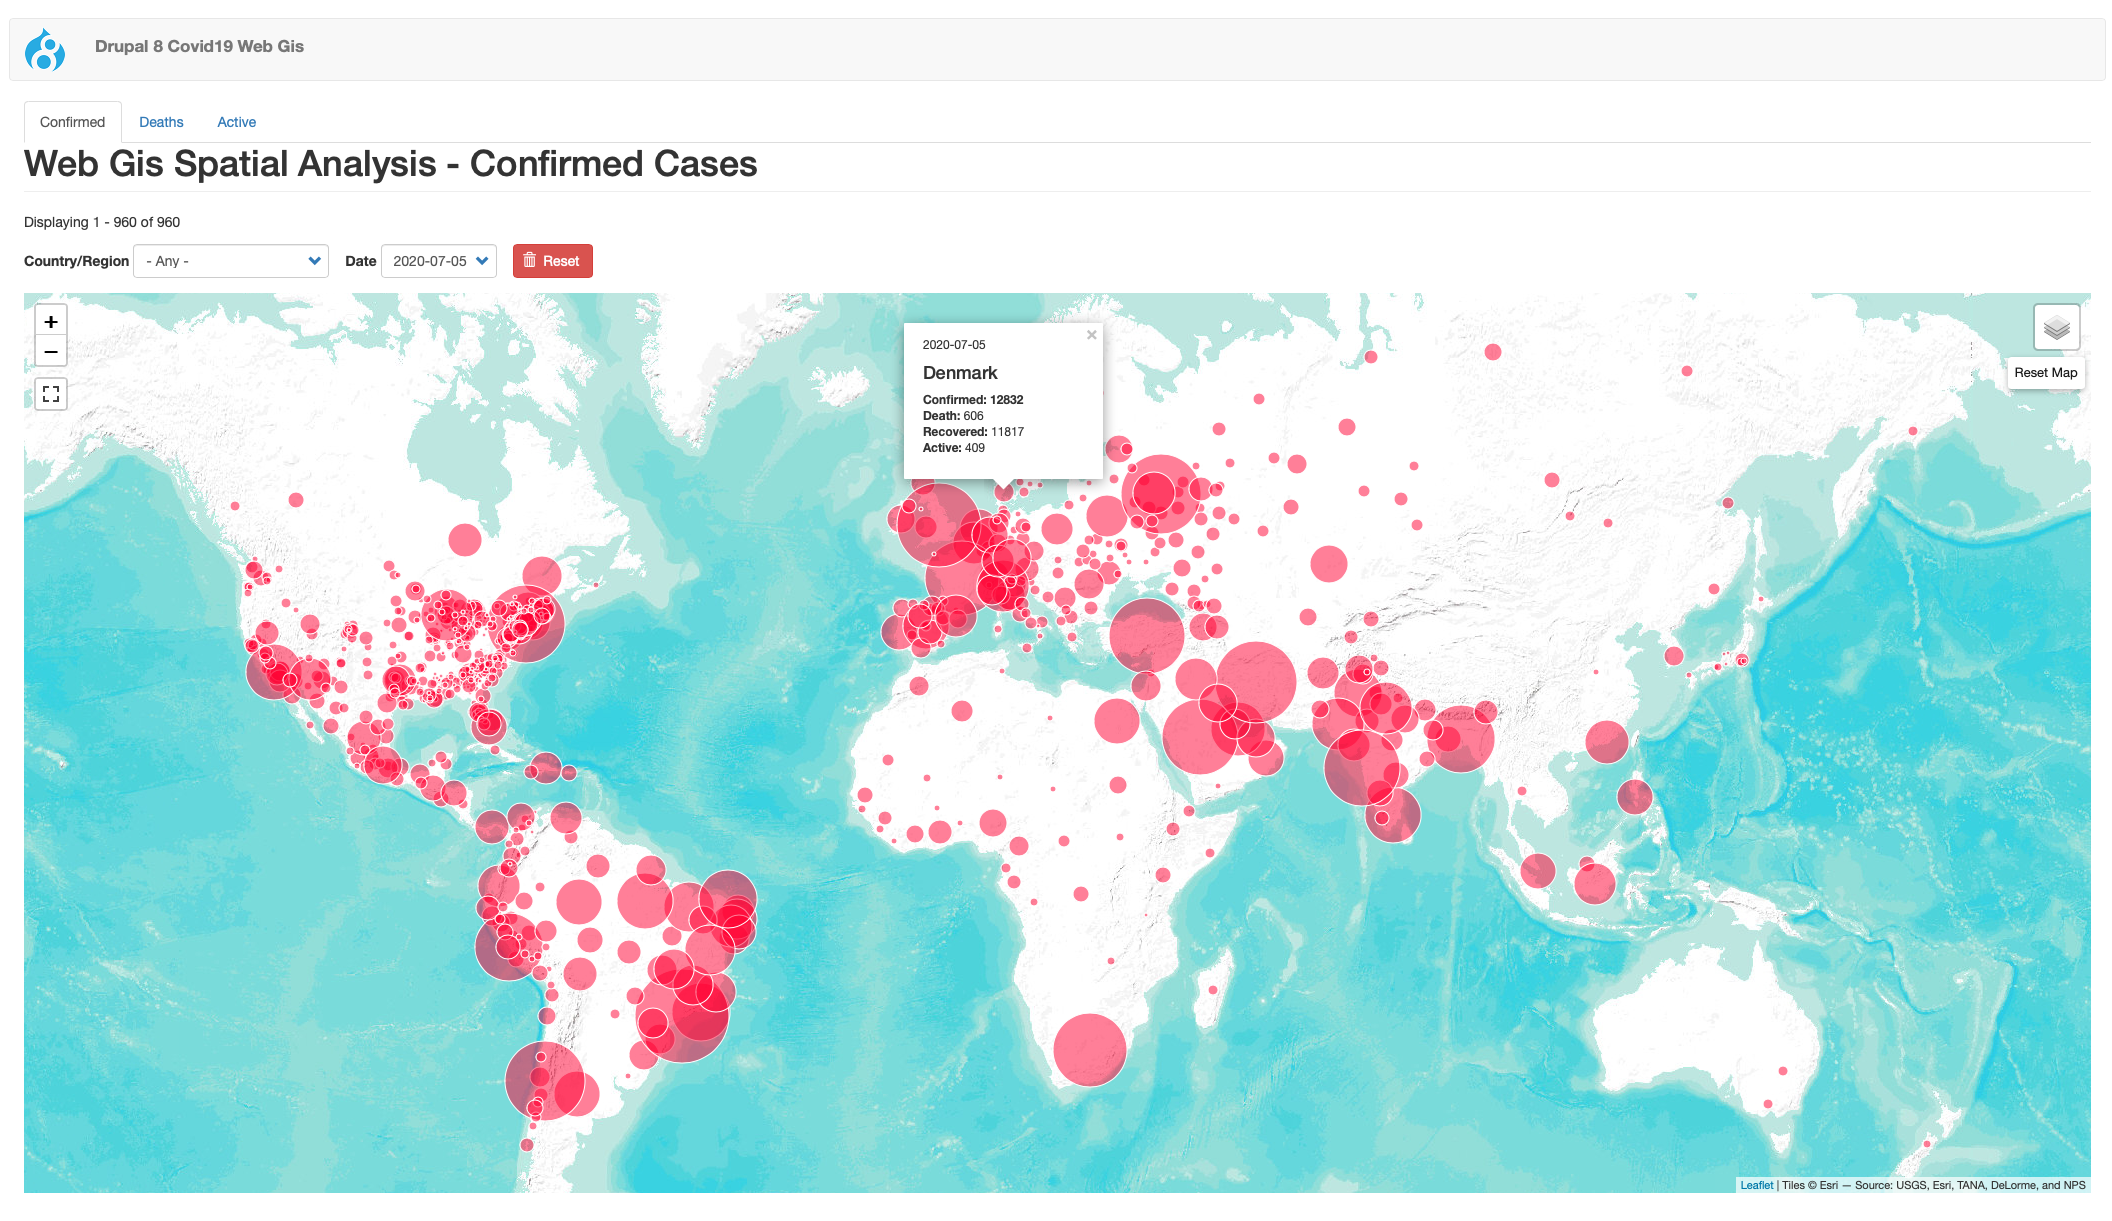 Drupal 8 Covid19 Web Gis
Confirmed Deaths Active
Web Gis Spatial Analysis - Confirmed Cases
Displaying 1 - 960 of 960
Country/Region - Any - Date 2020-07-05 Reset
+
−
Reset Map
×
2020-07-05
Denmark
Confirmed: 12832
Death: 606
Recovered: 11817
Active: 409
Leaflet | Tiles © Esri — Source: USGS, Esri, TANA, DeLorme, and NPS